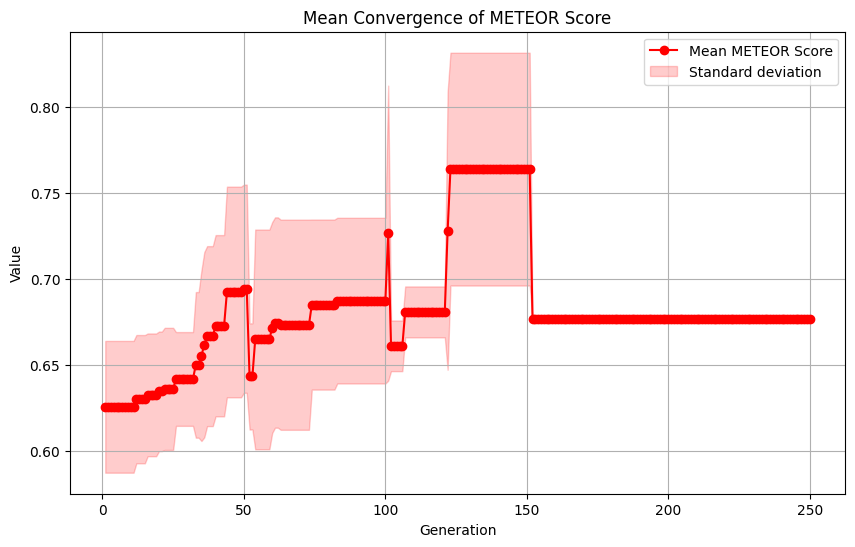 Mean Convergence of METEOR Score
Mean METEOR Score
Standard deviation
Value
0.80
0.75
0.70
0.65
0.60
0
50
100
150
200
250
Generation